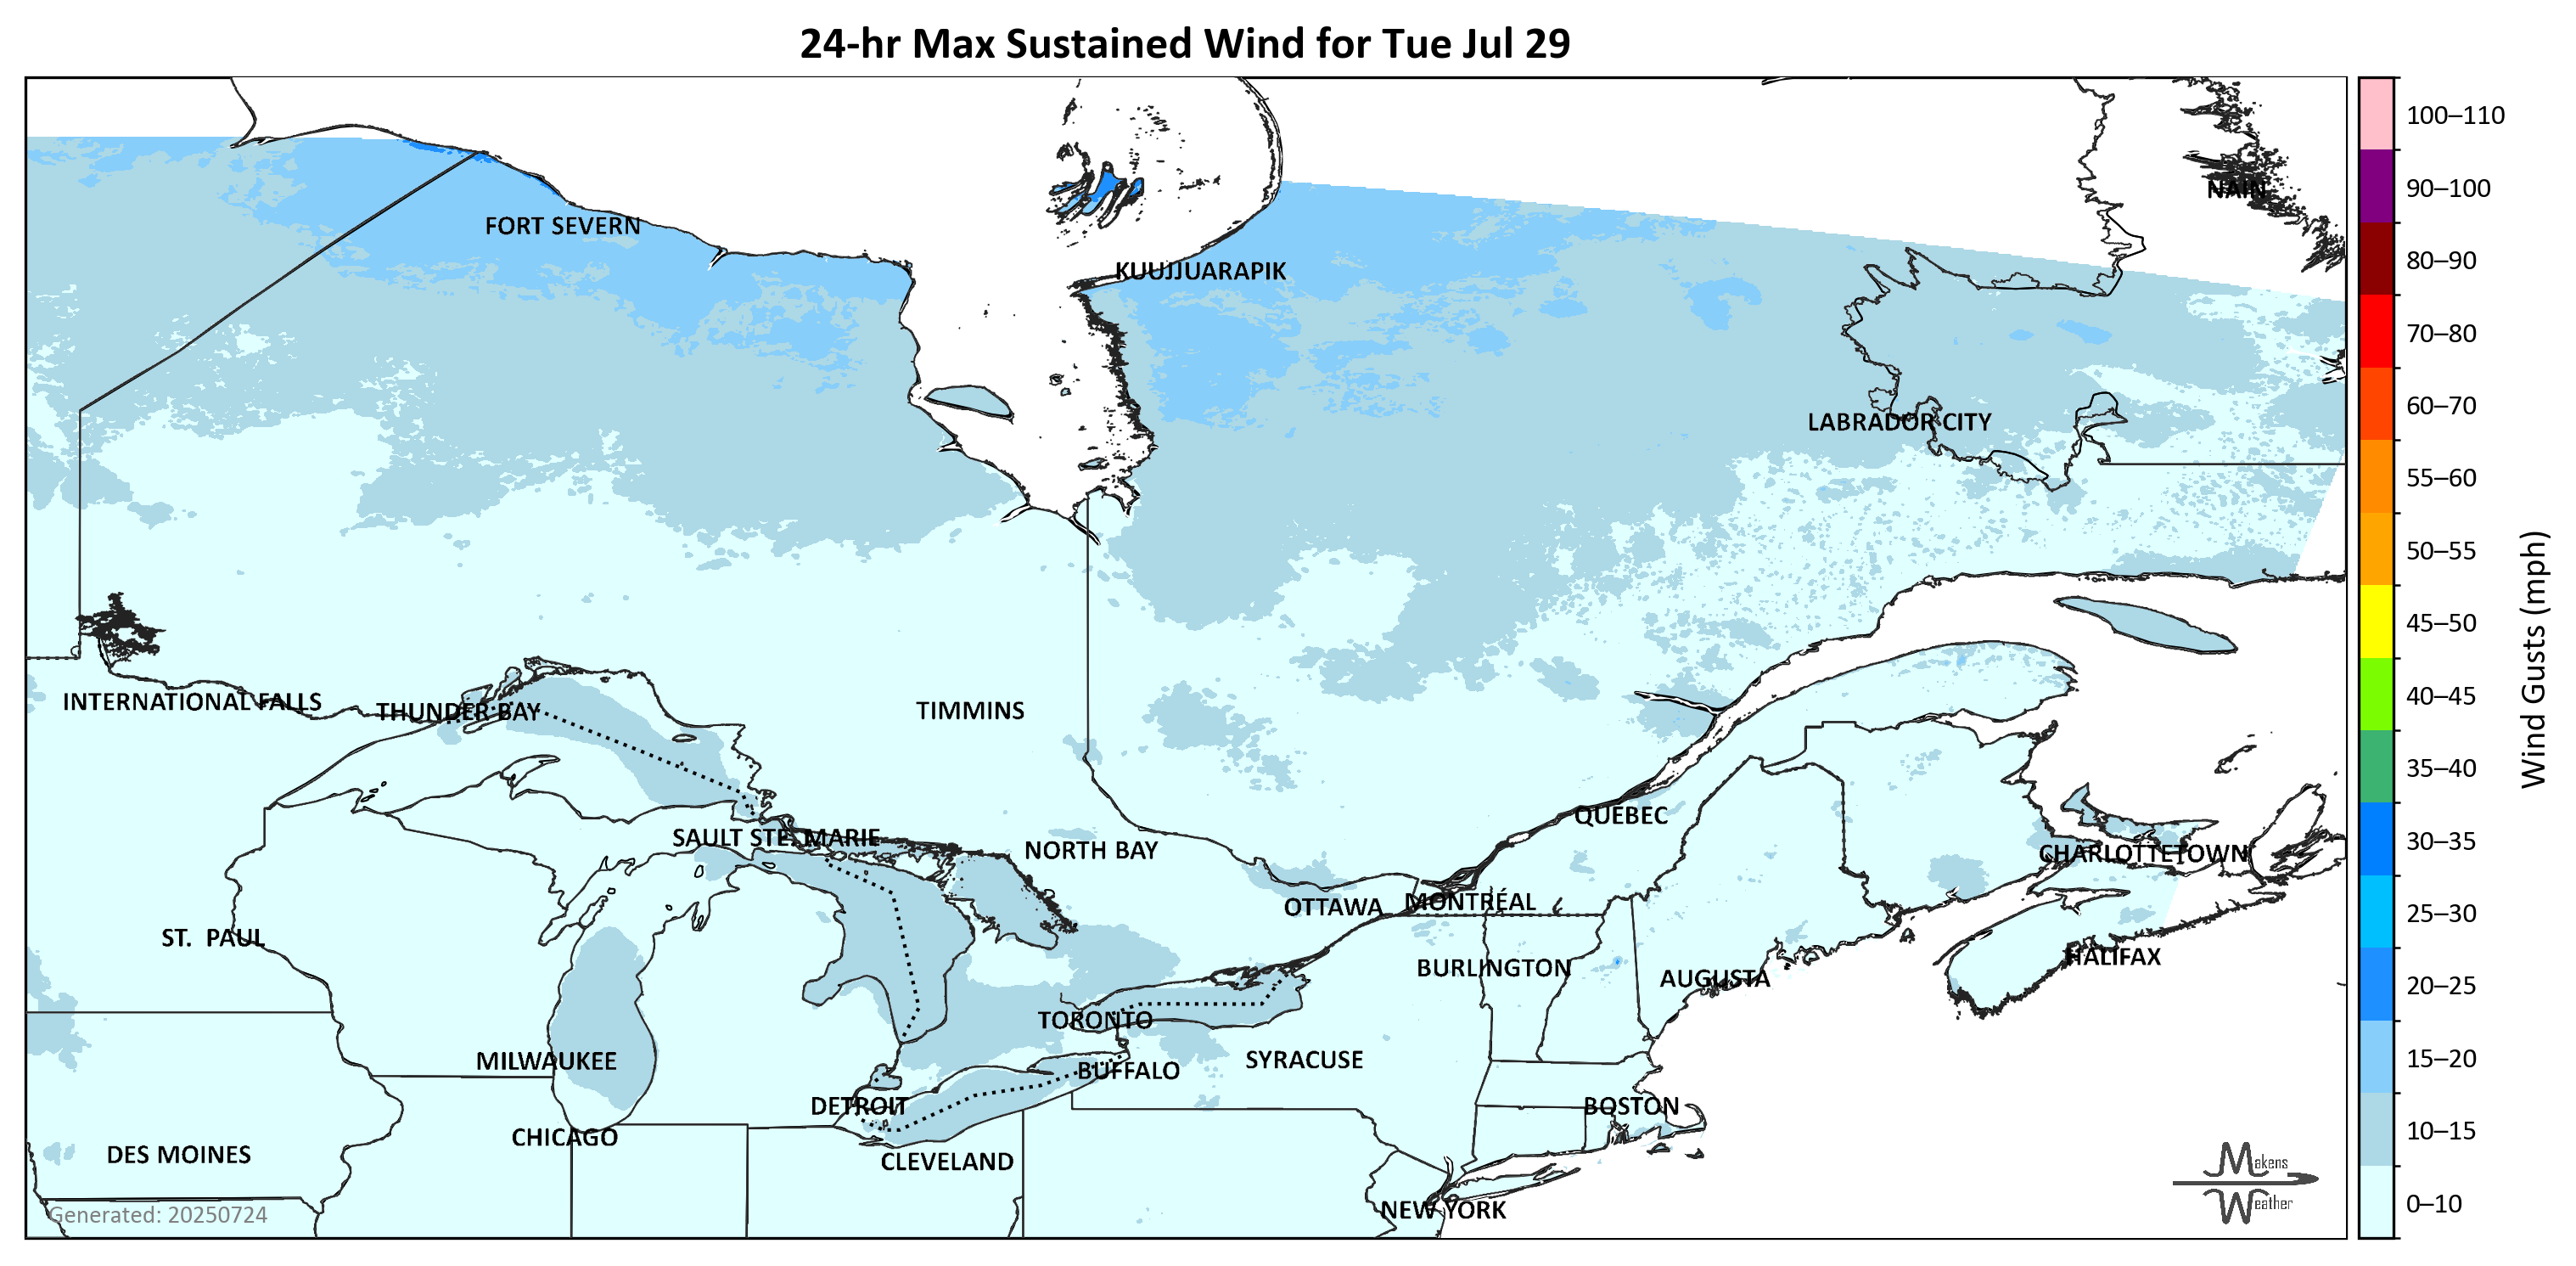 24-hr Max Sustained Wind for Tue Jul 29
100–110
90–100
NAIN
FORT SEVERN
80–90
KUUJJUARAPIK
70–80
60–70
LABRADOR CITY
55–60
50–55
45–50
Wind Gusts (mph)
40–45
INTERNATIONAL FALLS
THUNDER BAY
TIMMINS
35–40
QUEBEC
30–35
SAULT STE. MARIE
NORTH BAY
CHARLOTTETOWN
OTTAWA
MONTRÉAL
25–30
ST. PAUL
HALIFAX
BURLINGTON
AUGUSTA
20–25
TORONTO
MILWAUKEE
SYRACUSE
15–20
BUFFALO
DETROIT
BOSTON
10–15
CHICAGO
DES MOINES
CLEVELAND
Makens
Weather
0–10
NEW YORK
Generated: 20250724